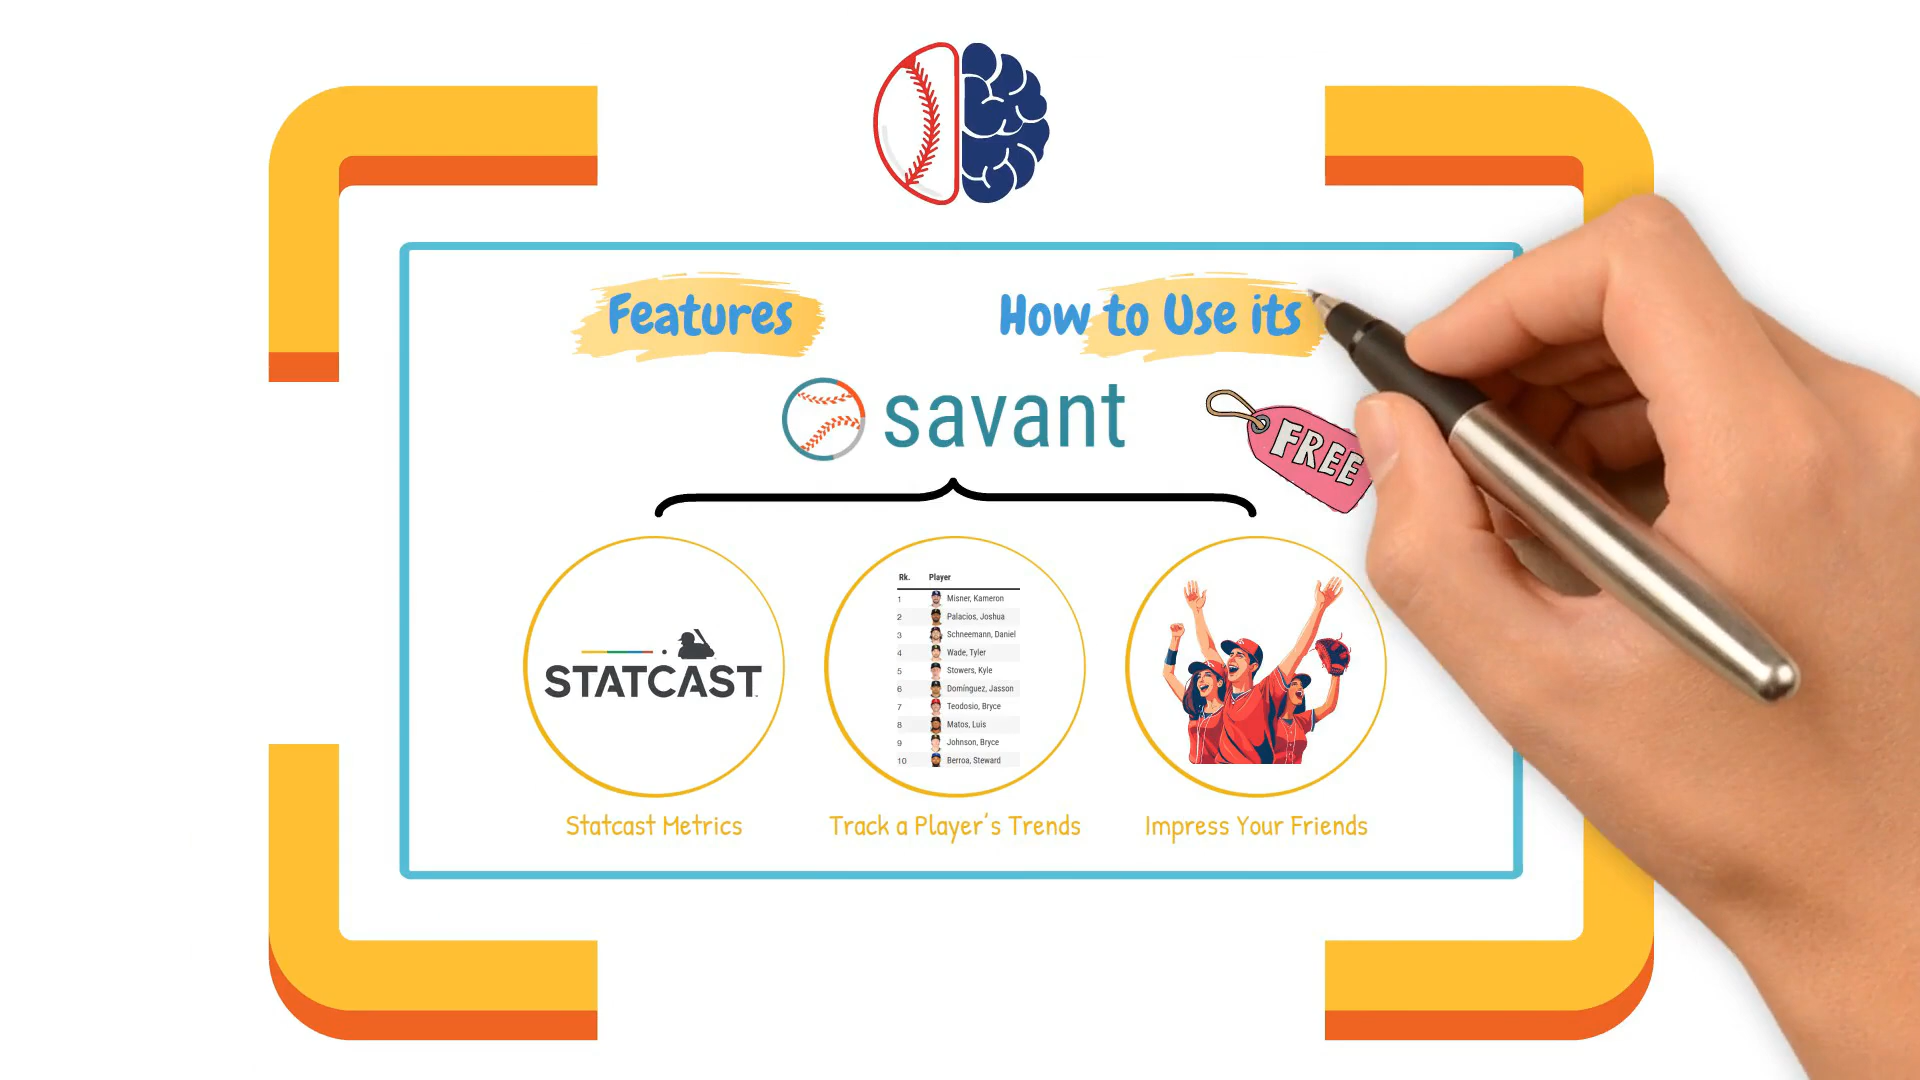 Features
How to Use its
savant
FREE
STATCAST
Rk. Player
1 Misner, Kameron
2 Palacios, Joshua
3 Schneemann, Daniel
4 Wade, Tyler
5 Stowers, Kyle
6 Domínguez, Jasson
7 Teodosio, Bryce
8 Matos, Luis
9 Johnson, Bryce
10 Berroa, Steward
Statcast Metrics
Track a Player's Trends
Impress Your Friends